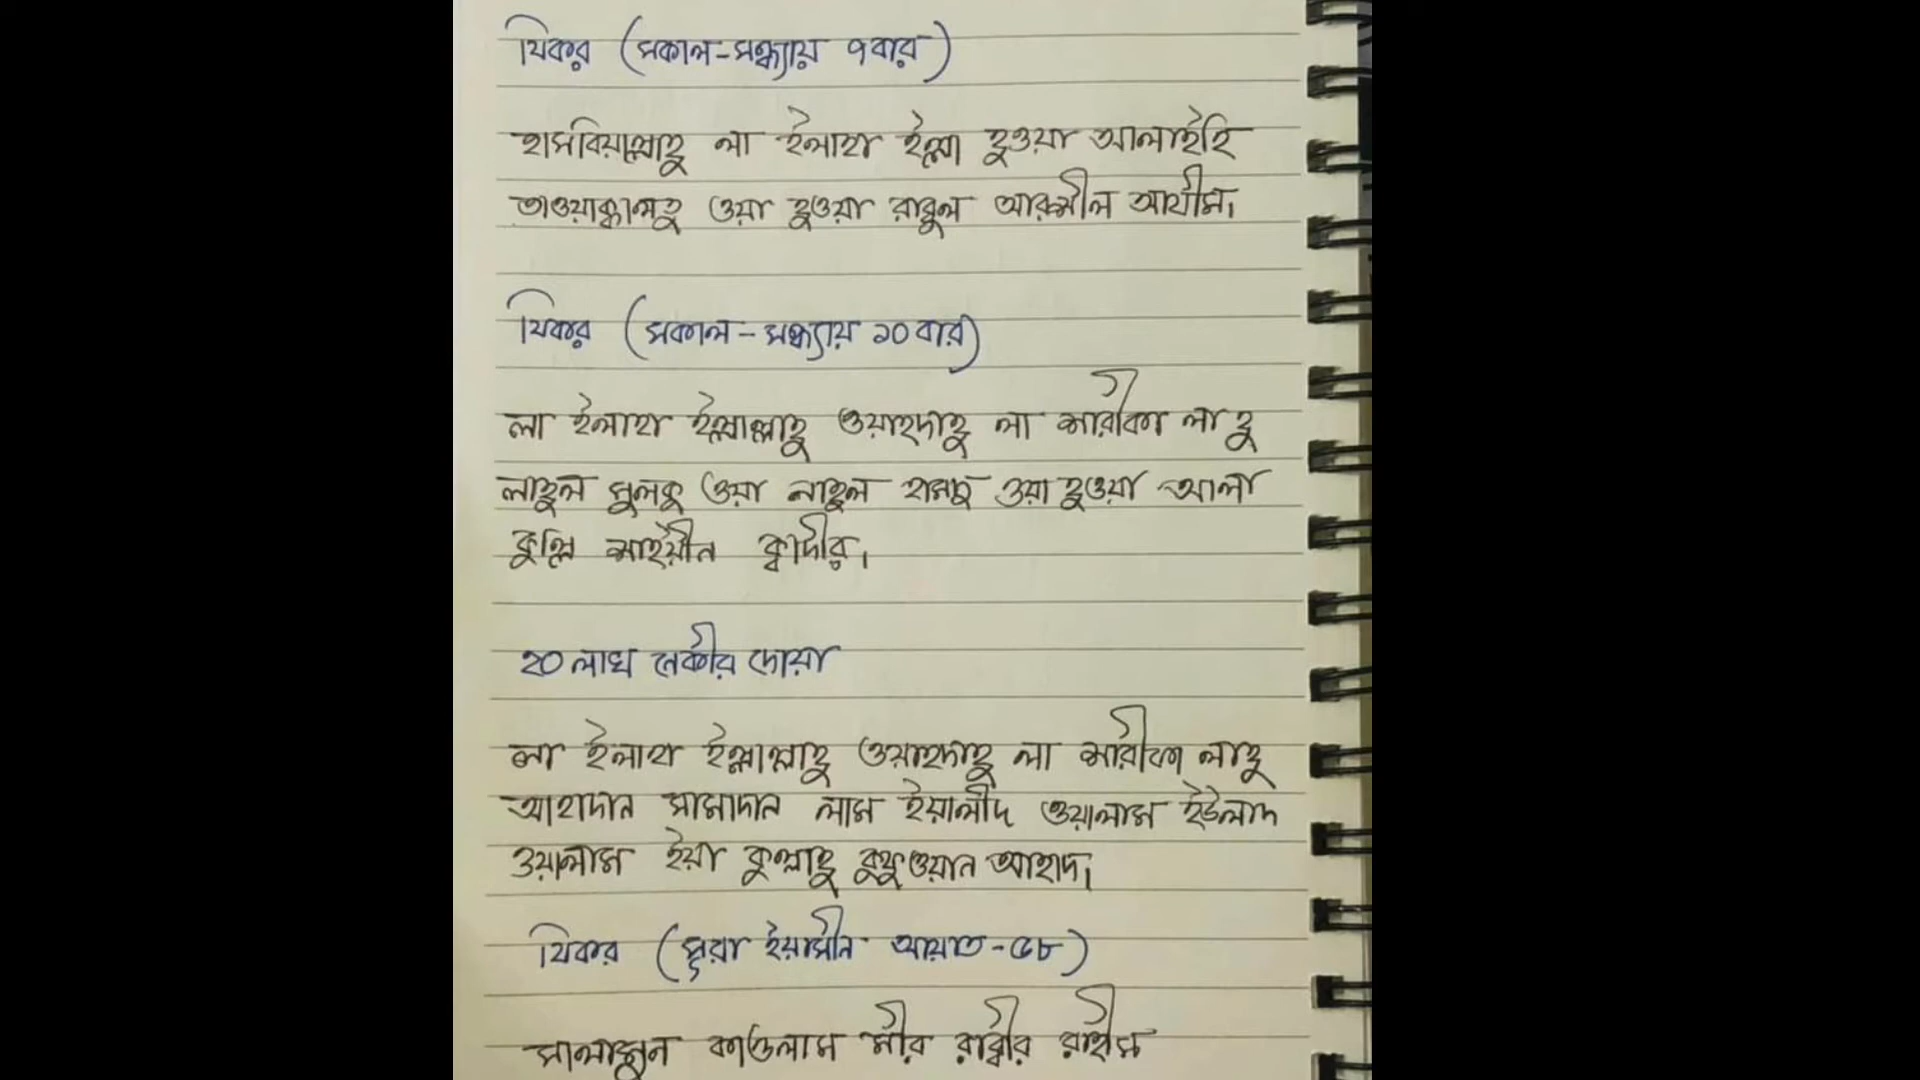 যিকর (সকাল-সন্ধ্যায় ৭বার)
হাসবিয়াল্লাহু লা ইলাহা ইল্লা হুওয়া আলাইহি
তাওয়াক্কালতু ওয়া হুওয়া রাব্বুল আরশীল আযীম।
যিকর (সকাল-সন্ধ্যায় ১০ বার)
লা ইলাহা ইল্লাল্লাহু ওয়াহদাহু লা শারীকা লাহু
লাহুল মুলকু ওয়া লাহুল হামদু ওয়া হুওয়া আলা
কুল্লি শাইয়ীন ক্বাদীর।
২০ লাখ নেকীর দোয়া
লা ইলাহা ইল্লাল্লাহু ওয়াহদাহু লা শারীকা লাহু
আহাদান সামাদান লাম ইয়ালীদ ওয়ালাম ইউলাদ
ওয়ালাম ইয়া কুল্লাহু কুফুওয়ান আহাদ।
যিকর (সূরা ইয়াসীন আয়াত-৫৮)
সালামুন কাওলাম মীর রাব্বীর রাহীম